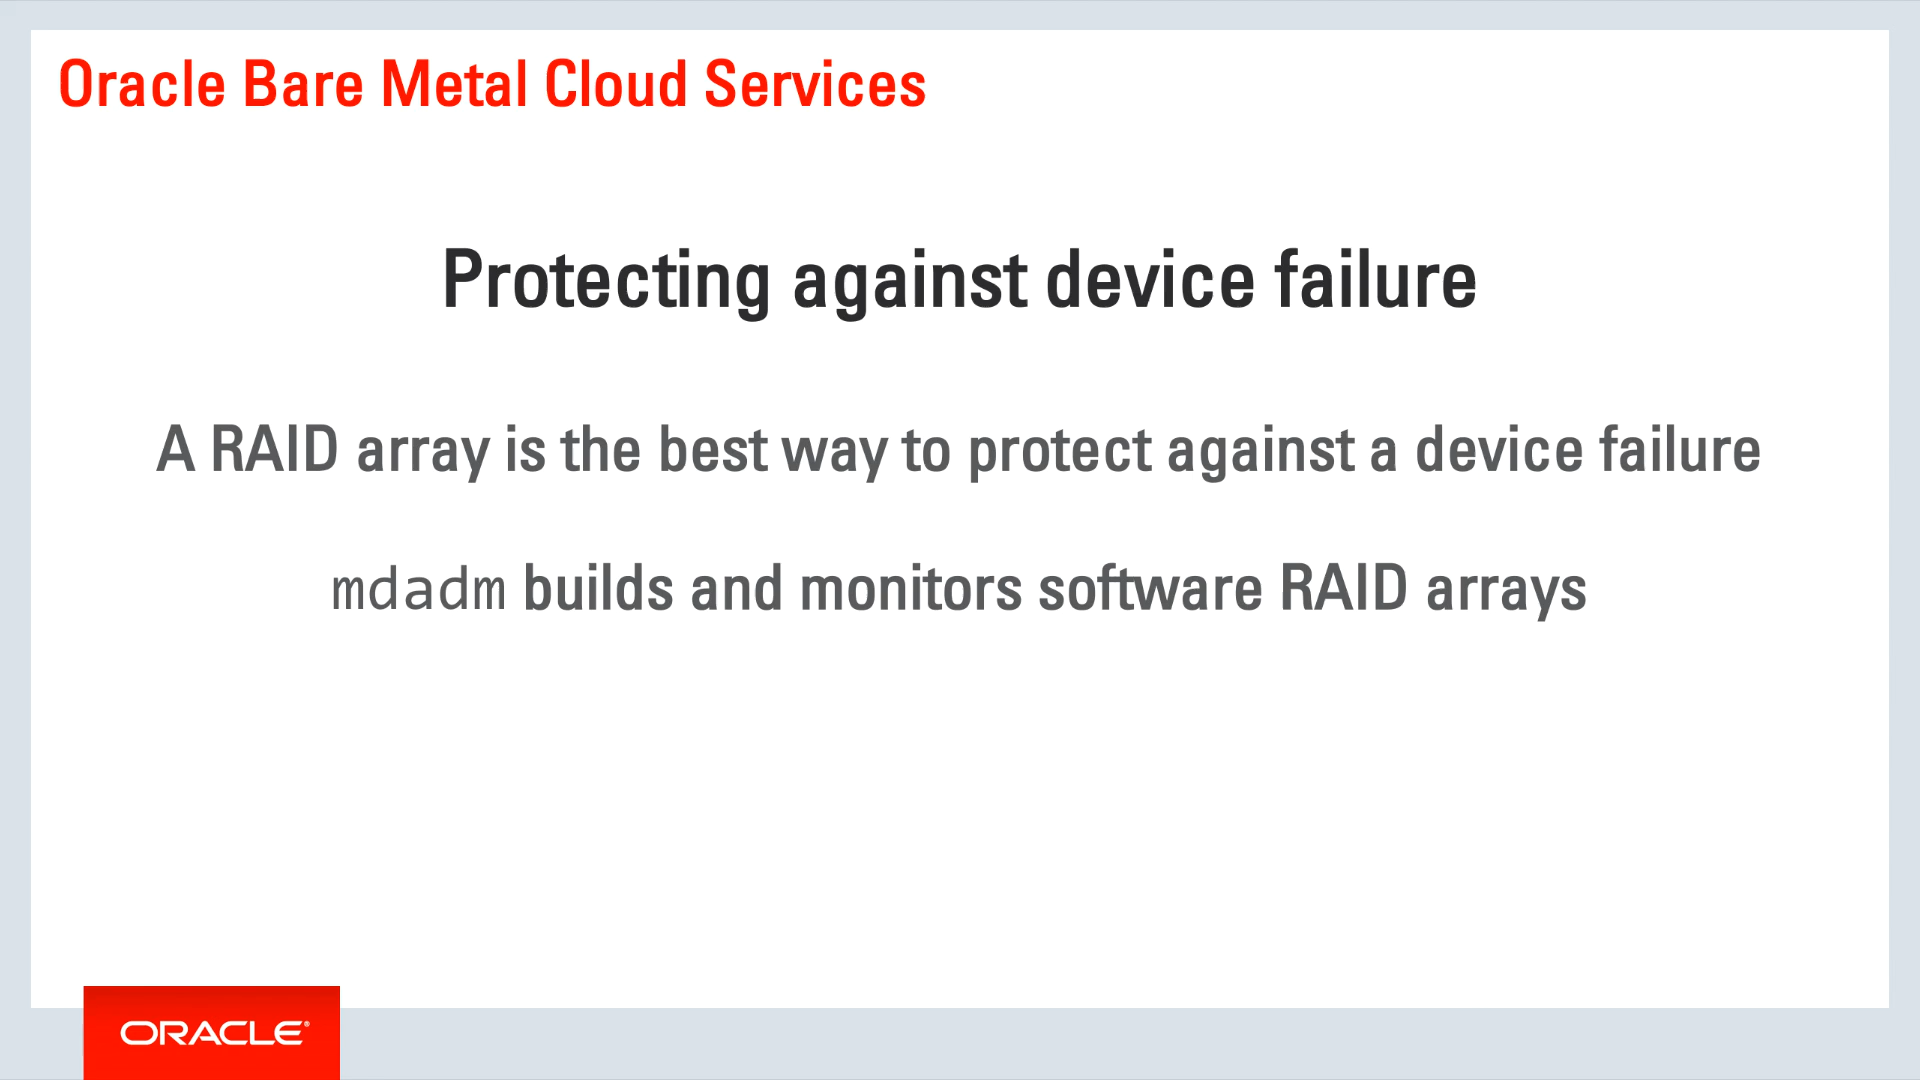 Oracle Bare Metal Cloud Services
Protecting against device failure
A RAID array is the best way to protect against a device failure
mdadm builds and monitors software RAID arrays
ORACLE®